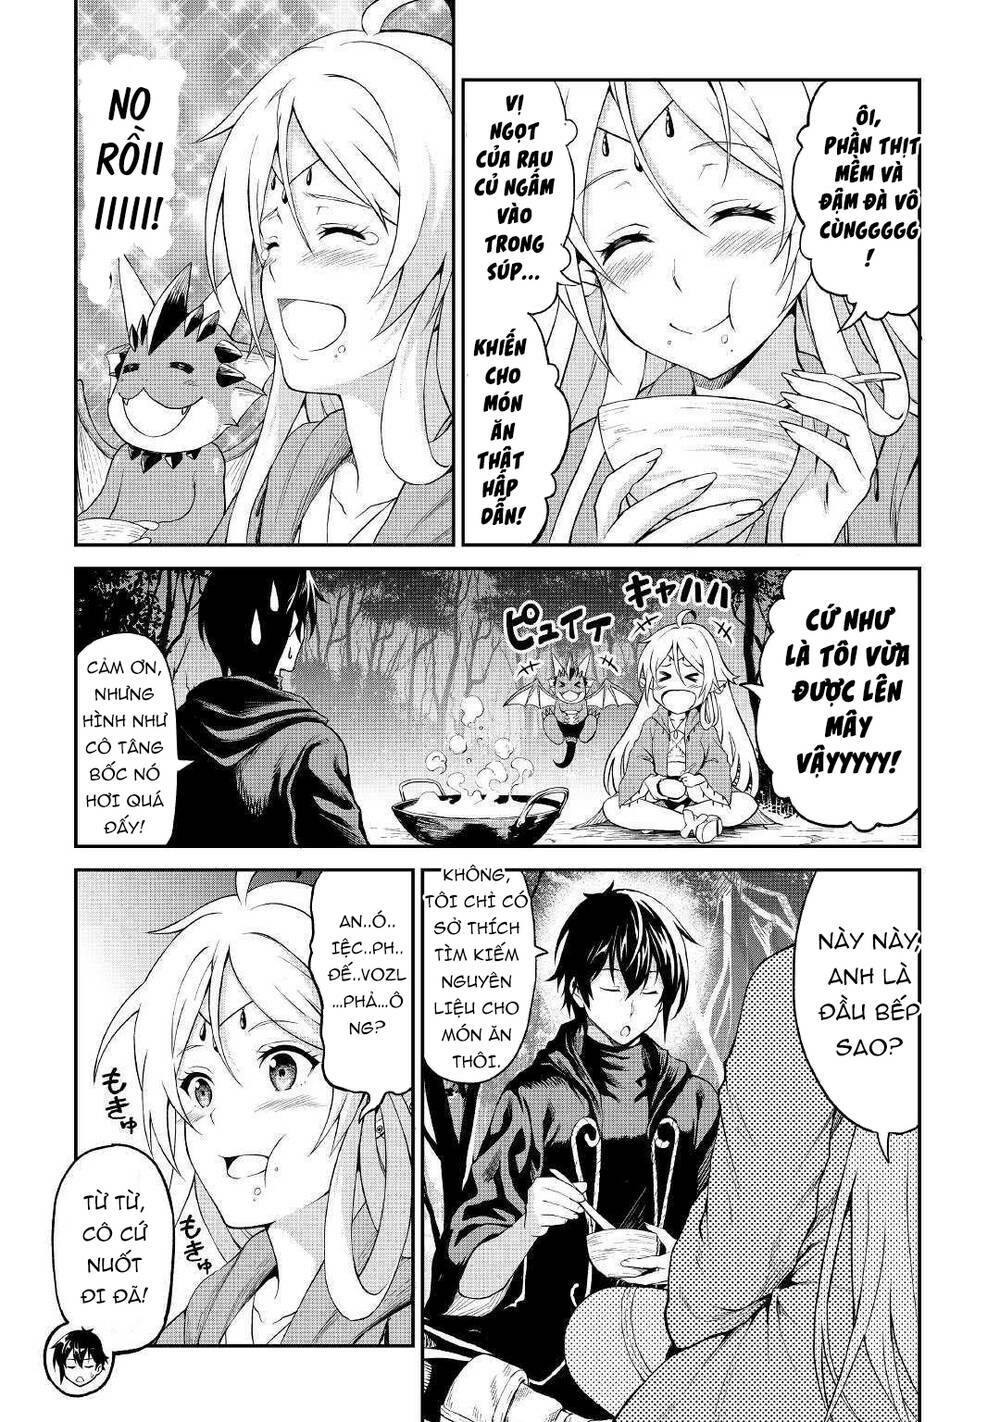 ÔI,
PHẦN THỊT
MỀM VÀ
ĐẬM ĐÀ VÔ
CÙNGGGGG
!
VỊ
NGỌT
CỦA RAU
CỦ NGẤM
VÀO
TRONG
SÚP...
KHIẾN
CHO
MÓN
ĂN
THẬT
HẤP
DẪN!
NO
RỒIII
IIIIII!
CỨ NHƯ
LÀ TÔI VỪA
ĐƯỢC LÊN
MÂY
VẬYYYYY!
キャハハ
ピュイイ
CẢM ƠN,
NHƯNG
HÌNH NHƯ
CÔ TÂNG
BỐC NÓ
HƠI QUÁ
ĐẤY!
NÀY NÀY,
ANH LÀ
ĐẦU BẾP
SAO?
KHÔNG,
TÔI CHỈ CÓ
SỞ THÍCH
TÌM KIẾM
NGUYÊN
LIỆU CHO
MÓN ĂN
THÔI.
AN..Ó..
IỆC..PH..
ĐẾ..VOZL
...PHẢ..Ô
NG?
もきゅ
もきゅ
TỪ TỪ,
CÔ CỨ
NUỐT
ĐI ĐÃ!